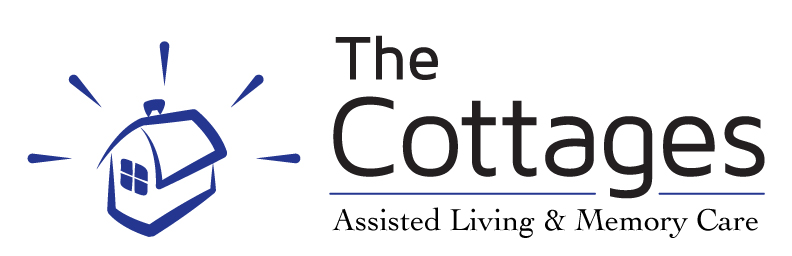 The
Cottages
Assisted Living & Memory Care